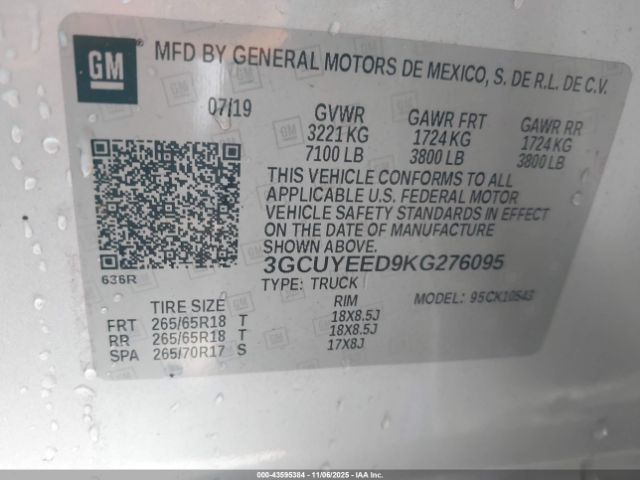 GM
MFD BY GENERAL MOTORS DE MEXICO, S. DE R.L. DE C.V.
07/19 GVWR GAWR FRT GAWR RR
3221 KG 1724 KG 1724 KG
7100 LB 3800 LB 3800 LB
THIS VEHICLE CONFORMS TO ALL
APPLICABLE U.S. FEDERAL MOTOR
VEHICLE SAFETY STANDARDS IN EFFECT
ON THE DATE OF MANUFACTURE
SHOWN ABOVE.
636R
3GCUYEED9KG276095
TYPE: TRUCK MODEL: 95CK10543
TIRE SIZE RIM
FRT 265/65R18 T 18X8.5J
RR 265/65R18 T 18X8.5J
SPA 265/70R17 S 17X8J
000-43595384 | 11/06/2025 - IAAI.com